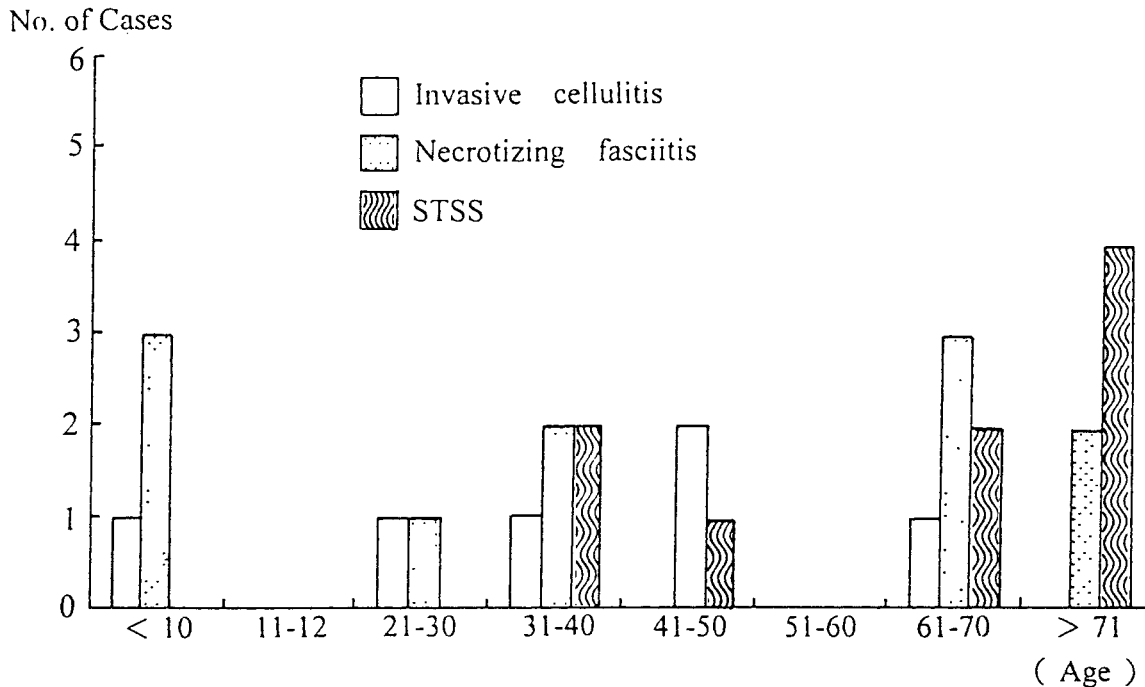 No. of Cases
6
5
4
3
2
1
0
Invasive cellulitis
Necrotizing fasciitis
STSS
< 10 11-12 21-30 31-40 41-50 51-60 61-70 > 71
( Age )